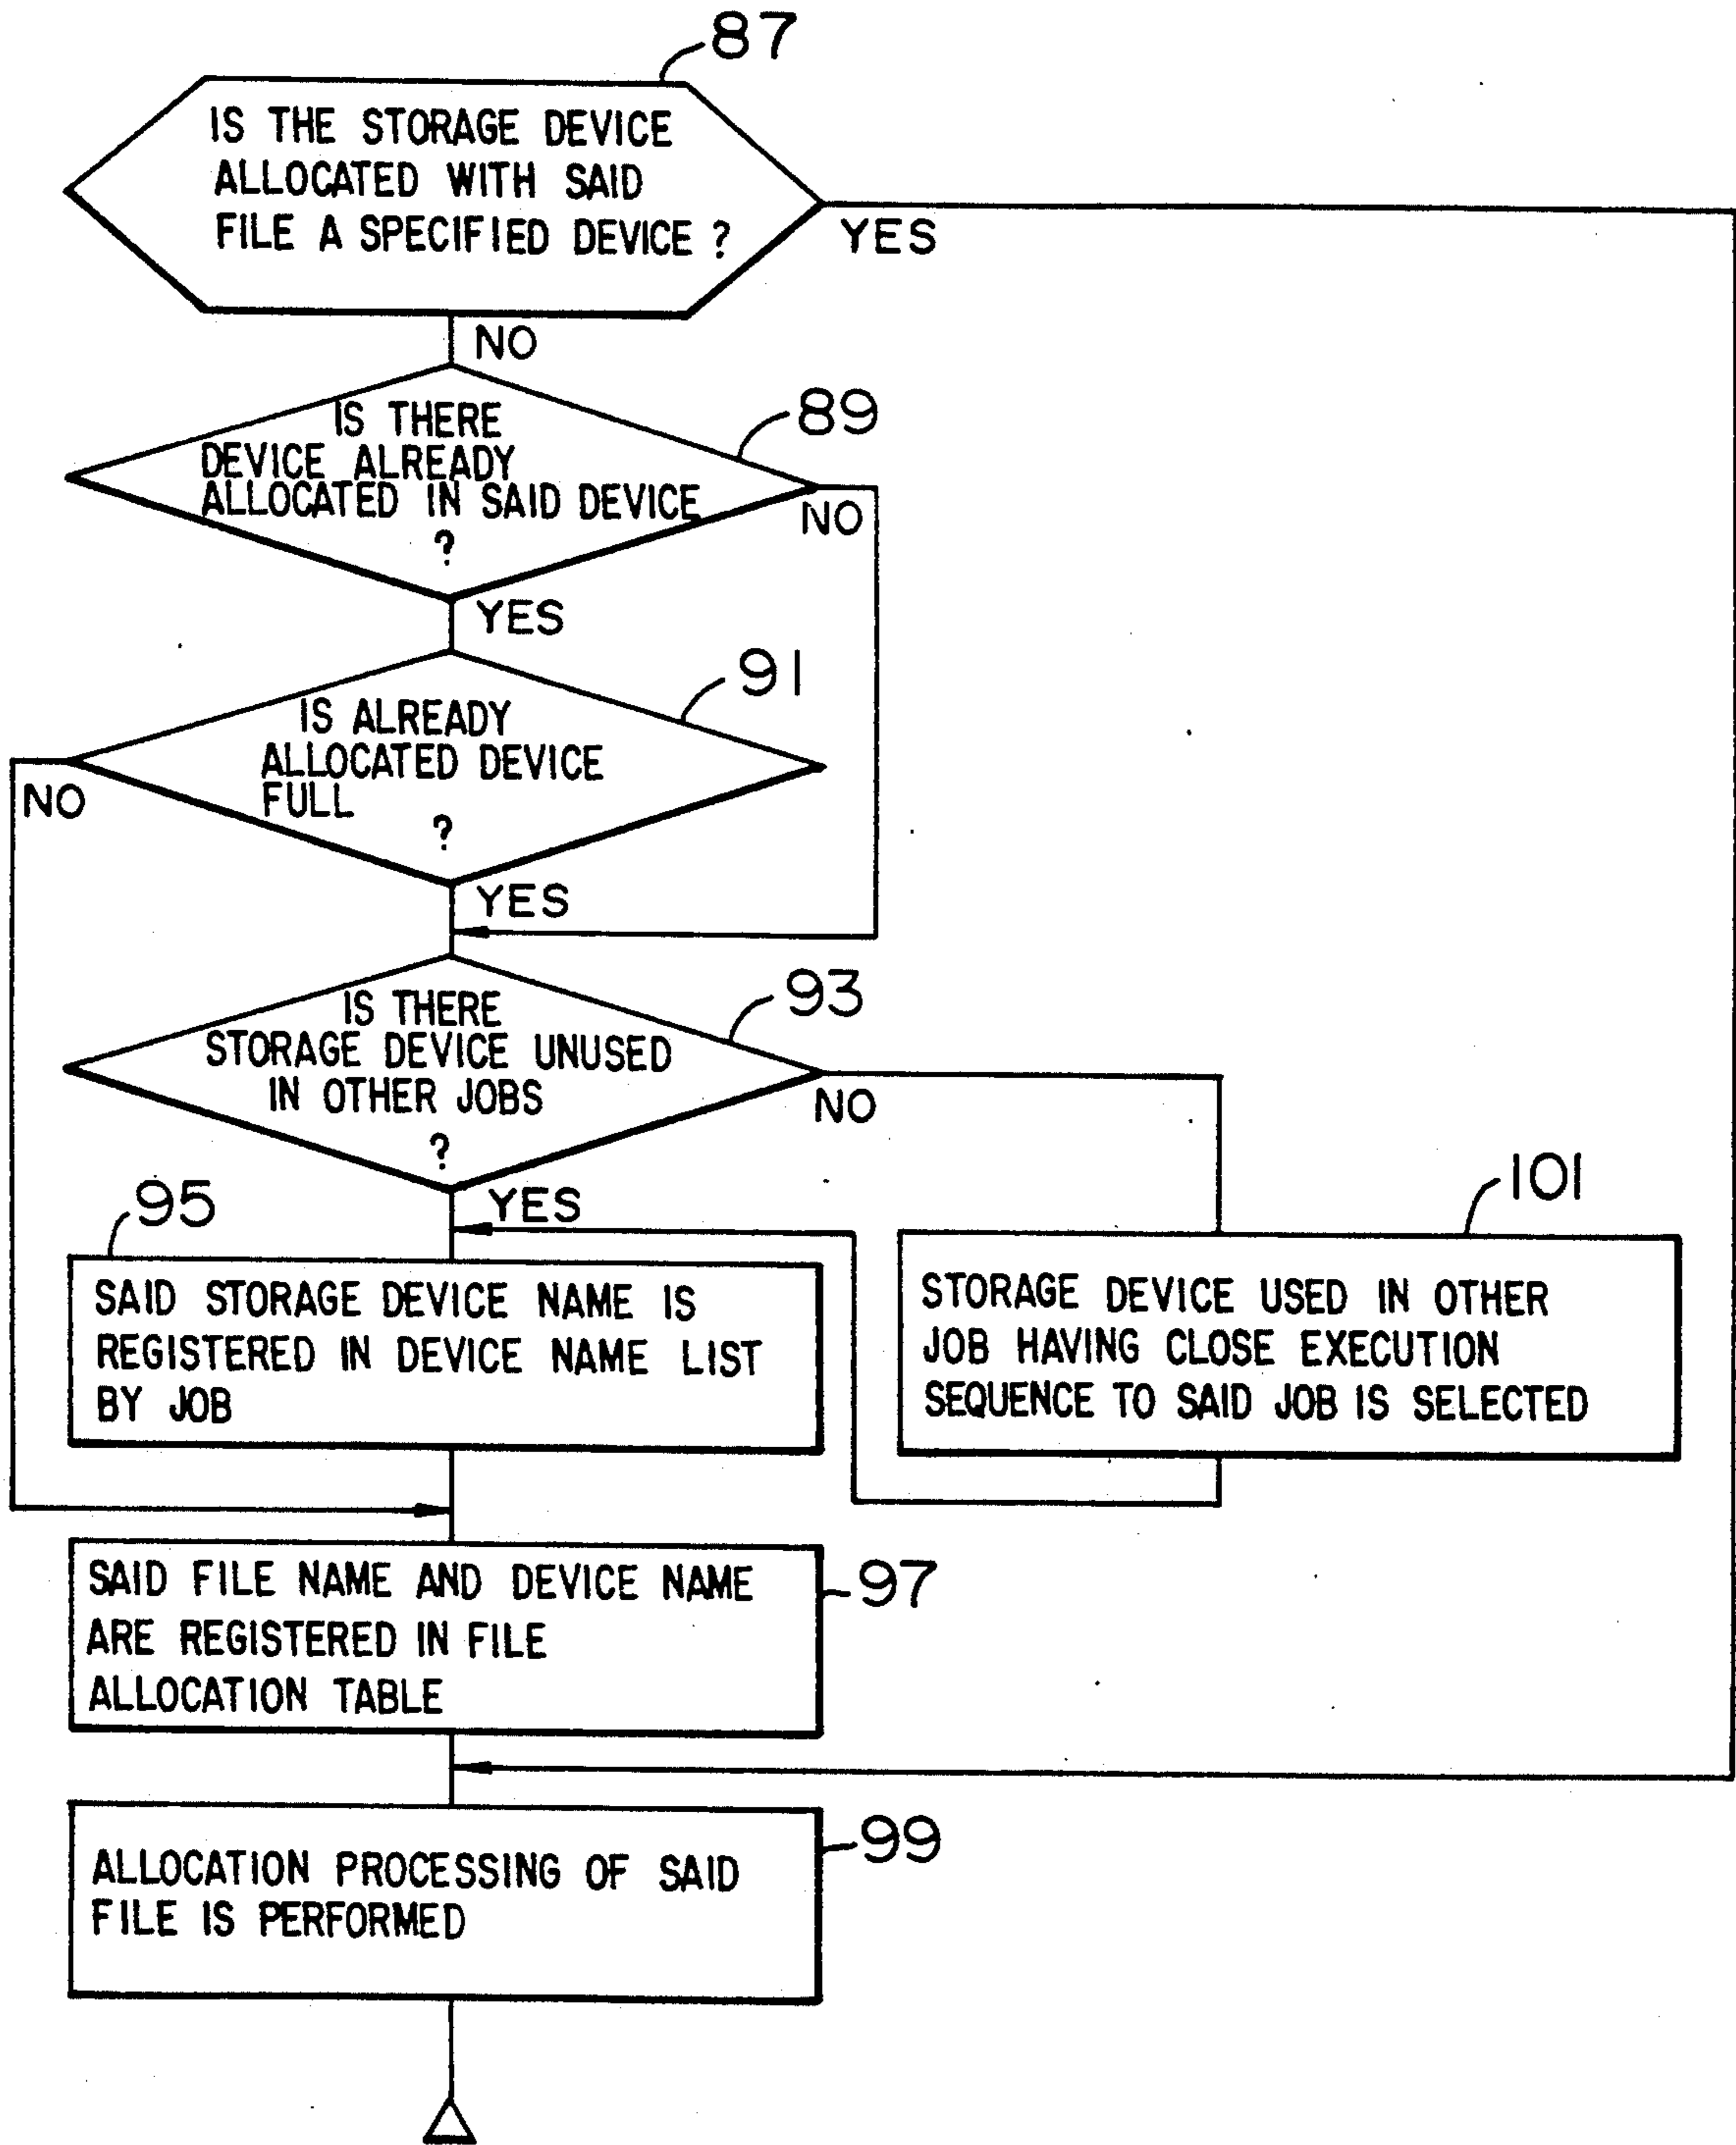 87
IS THE STORAGE DEVICE
ALLOCATED WITH SAID
FILE A SPECIFIED DEVICE ?
YES
NO
89
IS THERE
DEVICE ALREADY
ALLOCATED IN SAID DEVICE
?
NO
YES
91
IS ALREADY
ALLOCATED DEVICE
FULL
?
NO
YES
93
IS THERE
STORAGE DEVICE UNUSED
IN OTHER JOBS
?
NO
YES
95
SAID STORAGE DEVICE NAME IS
REGISTERED IN DEVICE NAME LIST
BY JOB
101
STORAGE DEVICE USED IN OTHER
JOB HAVING CLOSE EXECUTION
SEQUENCE TO SAID JOB IS SELECTED
97
SAID FILE NAME AND DEVICE NAME
ARE REGISTERED IN FILE
ALLOCATION TABLE
99
ALLOCATION PROCESSING OF SAID
FILE IS PERFORMED